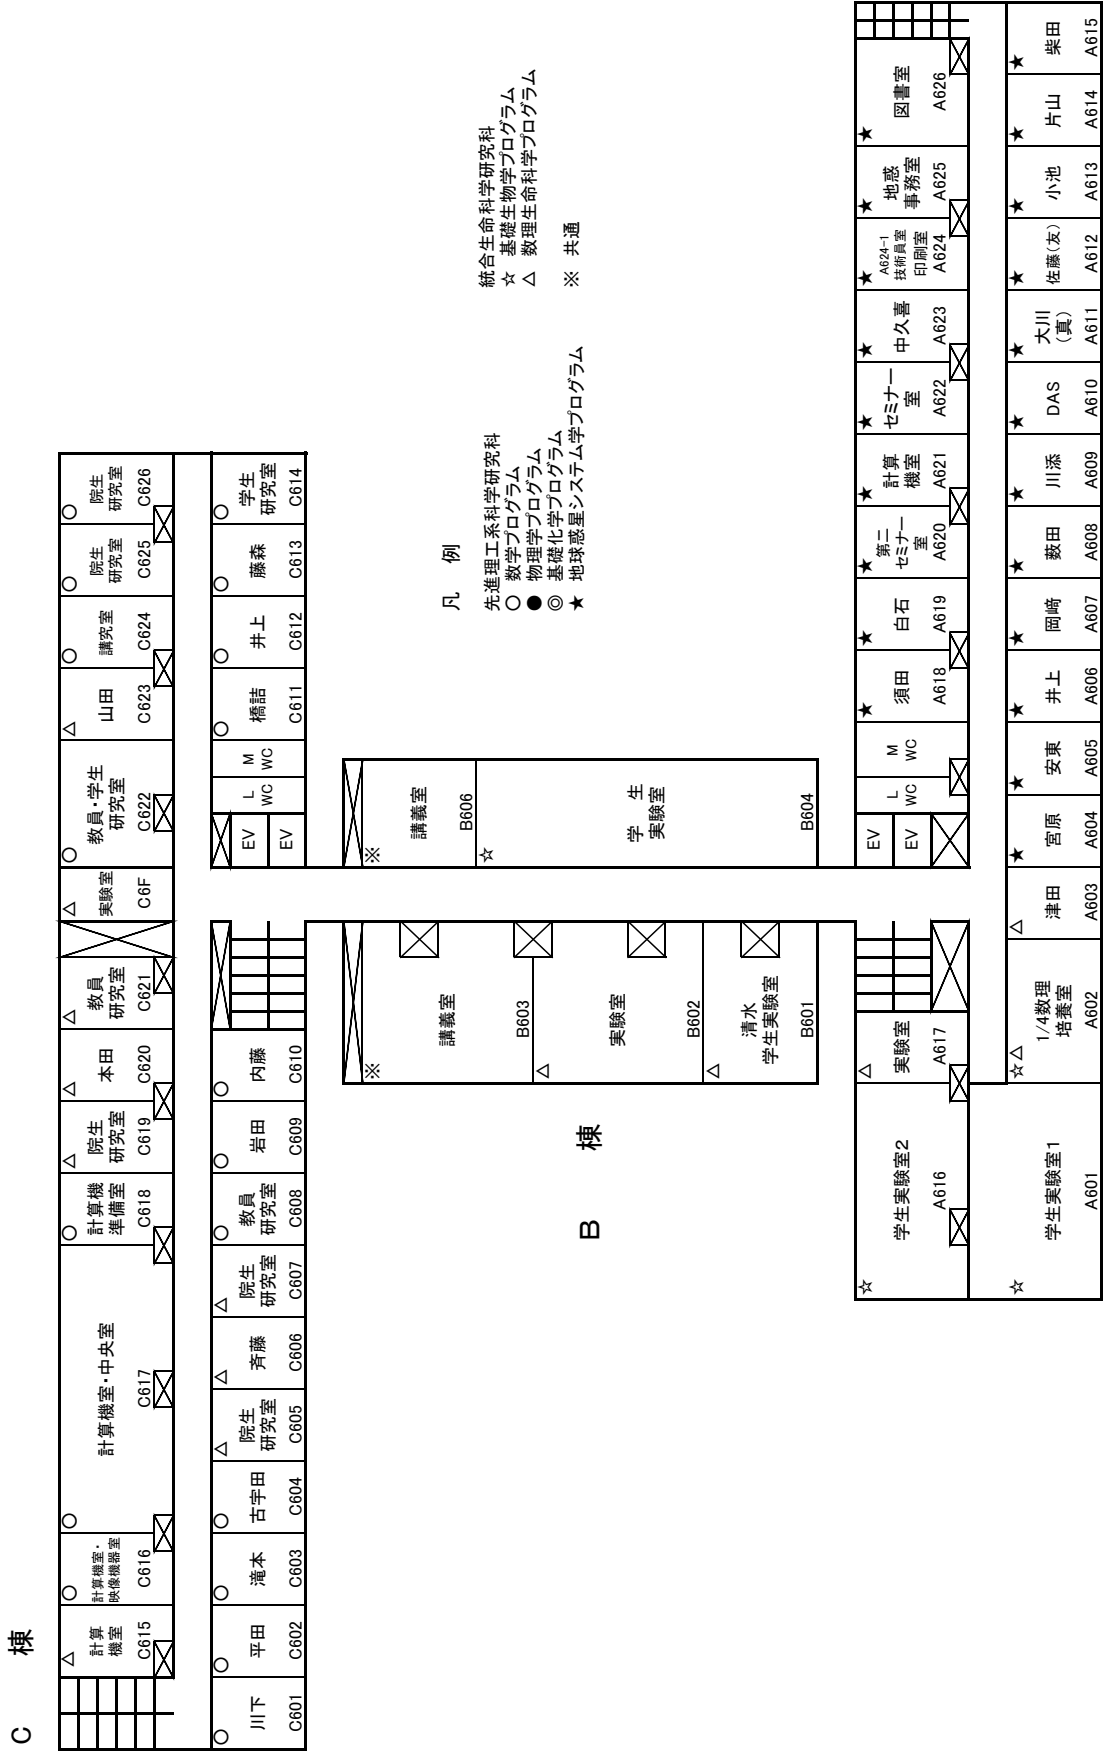 C 棟
計算
機室
C615
計算機室・
映像機器室
C616
計算機室・中央室
C617
計算機
準備室
C618
院生
研究室
C619
本田
C620
教員
研究室
C621
実験室
C6F
教員・学生
研究室
C622
山田
C623
講究室
C624
院生
研究室
C625
院生
研究室
C626
川下
C601
平田
C602
滝本
C603
古宇田
C604
院生
研究室
C605
斉藤
C606
院生
研究室
C607
教員
研究室
C608
岩田
C609
内藤
C610
EV
EV
L
WC
M
WC
橋詰
C611
井上
C612
藤森
C613
学生
研究室
C614
B 棟
※
講義室
B603
実験室
B602
清水
学生実験室
B601
※
講義室
B606
☆
学 生
実験室
B604
凡 例
先進理工系科学研究科
○ 数学プログラム
● 物理学プログラム
◎ 基礎化学プログラム
★ 地球惑星システム学プログラム
統合生命科学研究科
☆ 基礎生物学プログラム
△ 数理生命科学プログラム
※ 共通
学生実験室2
A616
実験室
A617
EV
EV
L
WC
M
WC
須田
A618
白石
A619
第二
セミナー
室
A620
計算
機室
A621
セミナー
室
A622
中久喜
A623
A624-1
技術員室
印刷室
A624
地惑
事務室
A625
図書室
A626
学生実験室1
A601
☆△
1/4数理
培養室
A602
津田
A603
宮原
A604
安東
A605
井上
A606
岡﨑
A607
薮田
A608
川添
A609
DAS
A610
大川
(真)
A611
佐藤(友)
A612
小池
A613
片山
A614
柴田
A615